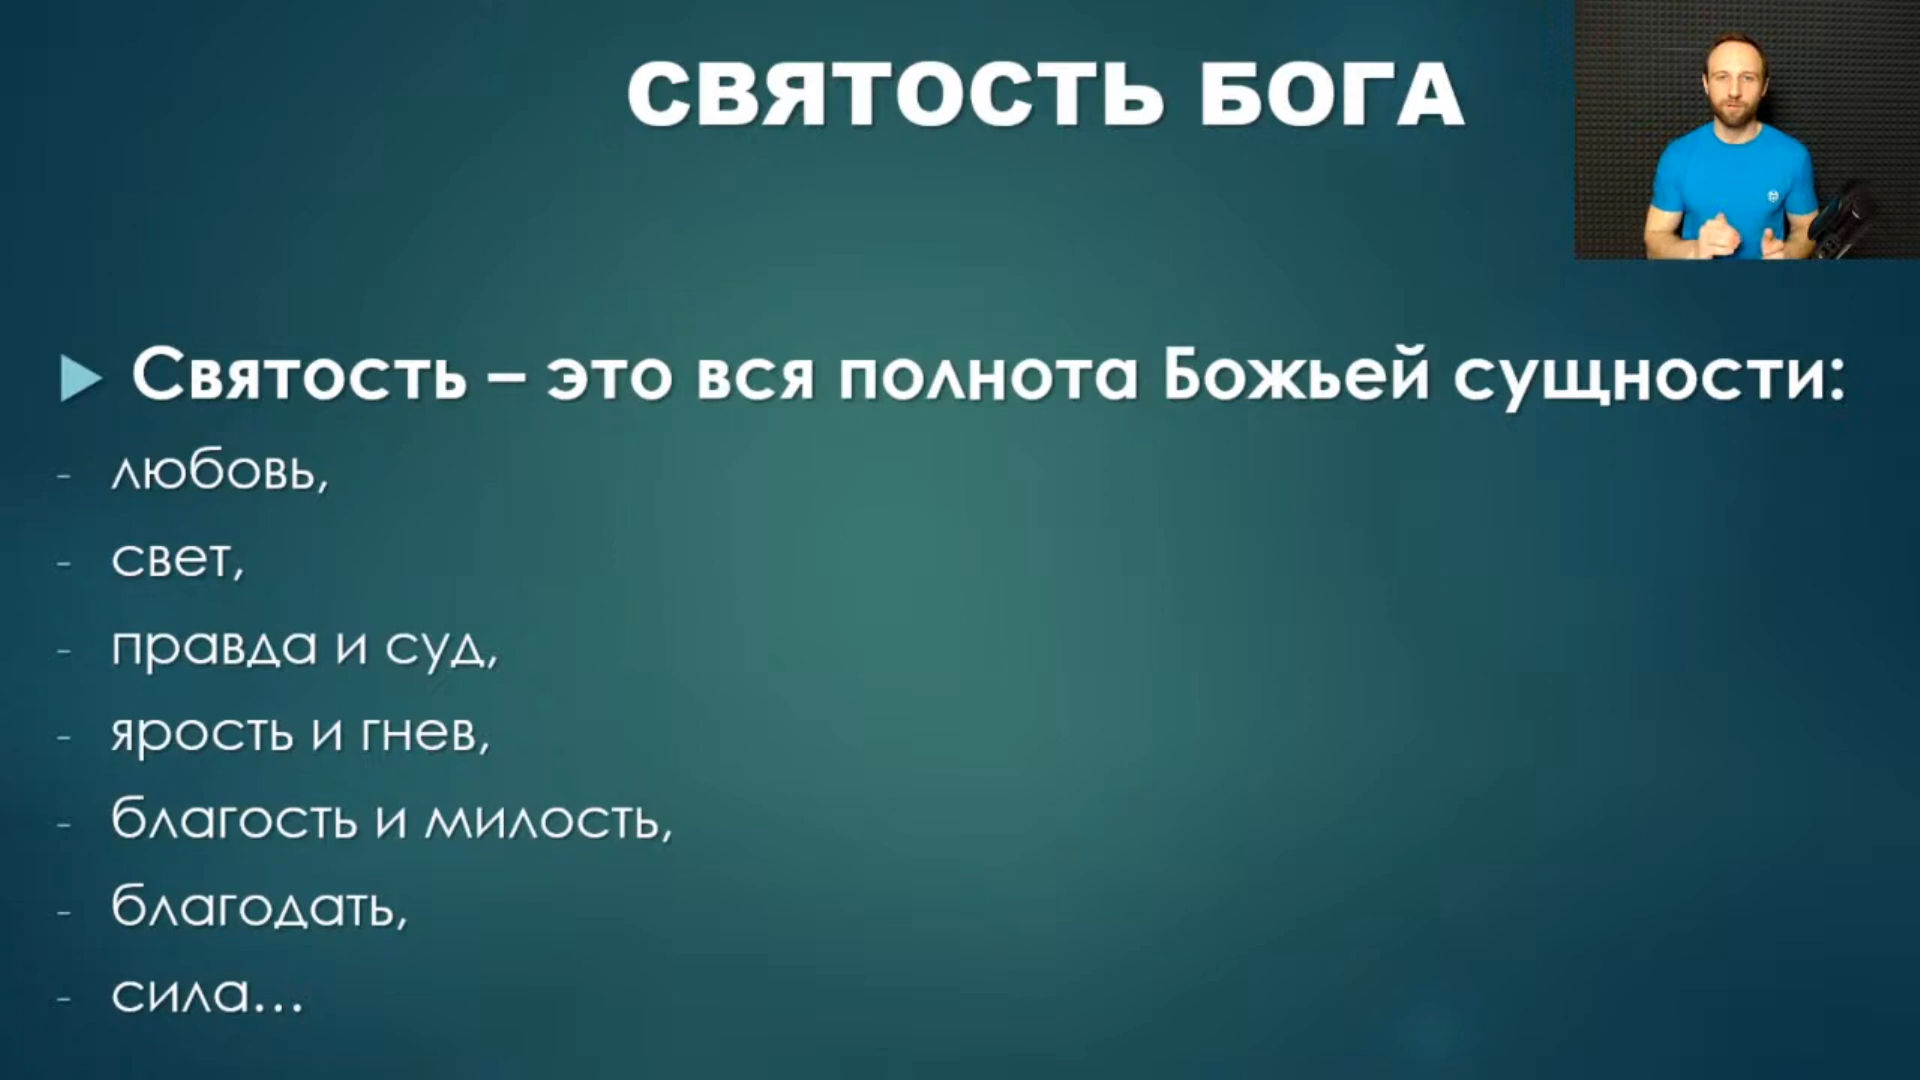 СВЯТОСТЬ БОГА
Святость – это вся полнота Божьей сущности:
- любовь,
- свет,
- правда и суд,
- ярость и гнев,
- благость и милость,
- благодать,
- сила...